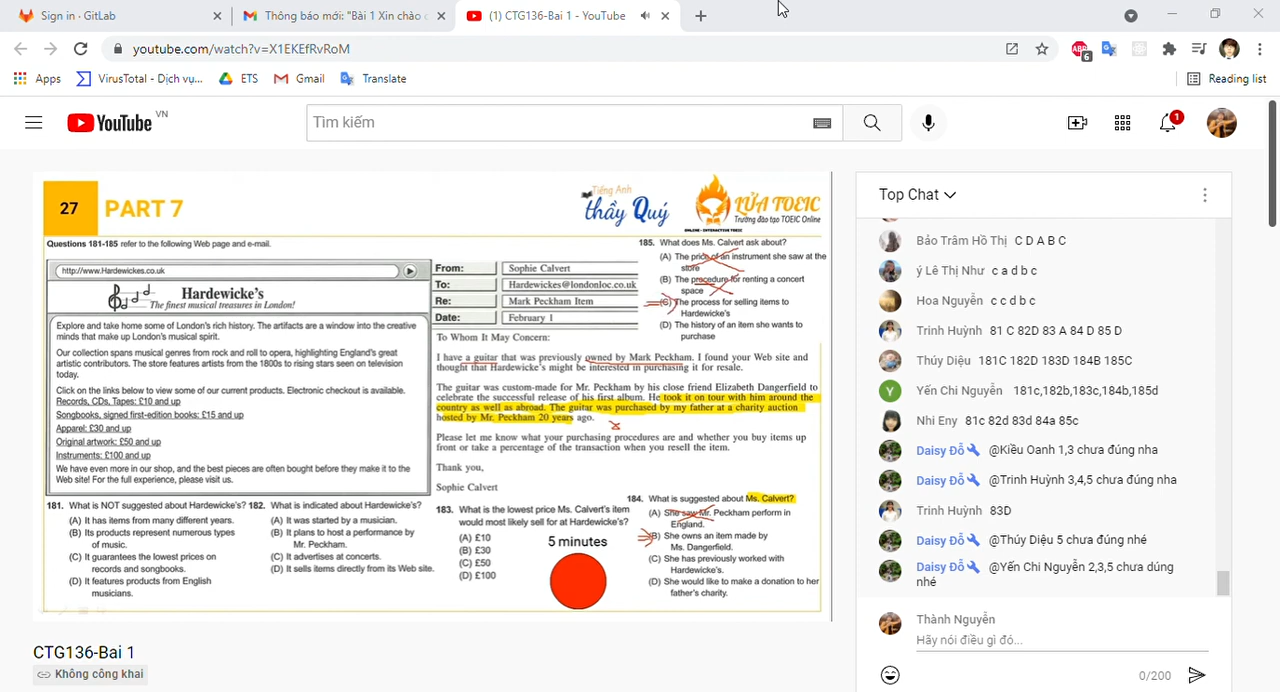 Sign in · GitLab
Thông báo mới: "Bài 1 Xin chào
(1) CTG136-Bai 1 - YouTube
youtube.com/watch?v=X1EKEfRvRoM
ABP
6
Apps
VirusTotal - Dịch vụ...
ETS
Gmail
Translate
Reading list
YouTube
VN
Tìm kiếm
1
27
PART 7
Tiếng Anh
thầy Quý
LỬA TOEIC
Trường đào tạo TOEIC Online
ONLINE - INTERACTIVE TOEIC
Questions 181-185 refer to the following Web page and e-mail.
http://www.Hardewickes.co.uk
Hardewicke's
The finest musical treasures in London!
Explore and take home some of London's rich history. The artifacts are a window into the creative
minds that make up London's musical spirit.
Our collection spans musical genres from rock and roll to opera, highlighting England's great
artistic contributors. The store features artists from the 1800s to rising stars seen on television
today.
Click on the links below to view some of our current products. Electronic checkout is available.
Records, CDs, Tapes: £10 and up
Songbooks, signed first-edition books: £15 and up
Apparel: £30 and up
Original artwork: £50 and up
Instruments: £100 and up
We have even more in our shop, and the best pieces are often bought before they make it to the
Web site! For the full experience, please visit us.
From: Sophie Calvert
To: Hardewickes@londonloc.co.uk
Re: Mark Peckham Item
Date: February 1
To Whom It May Concern:
I have a guitar that was previously owned by Mark Peckham. I found your Web site and
thought that Hardewicke's might be interested in purchasing it for resale.
The guitar was custom-made for Mr. Peckham by his close friend Elizabeth Dangerfield to
celebrate the successful release of his first album. He took it on tour with him around the
country as well as abroad. The guitar was purchased by my father at a charity auction
hosted by Mr. Peckham 20 years ago.
Please let me know what your purchasing procedures are and whether you buy items up
front or take a percentage of the transaction when you resell the item.
Thank you,
Sophie Calvert
181. What is NOT suggested about Hardewicke's?
(A) It has items from many different years.
(B) Its products represent numerous types
of music.
(C) It guarantees the lowest prices on
records and songbooks.
(D) It features products from English
musicians.
182. What is indicated about Hardewicke's?
(A) It was started by a musician.
(B) It plans to host a performance by
Mr. Peckham.
(C) It advertises at concerts.
(D) It sells items directly from its Web site.
183. What is the lowest price Ms. Calvert's item
would most likely sell for at Hardewicke's?
(A) £10
(B) £30
(C) £50
(D) £100
5 minutes
184. What is suggested about Ms. Calvert?
(A) She saw Mr. Peckham perform in
England.
(B) She owns an item made by
Ms. Dangerfield.
(C) She has previously worked with
Hardewicke's.
(D) She would like to make a donation to her
father's charity.
185. What does Ms. Calvert ask about?
(A) The price of an instrument she saw at the
store
(B) The procedure for renting a concert
space
(C) The process for selling items to
Hardewicke's
(D) The history of an item she wants to
purchase
CTG136-Bai 1
Không công khai
Top Chat
Bảo Trâm Hồ Thị C D A B C
ý Lê Thị Như c a d b c
Hoa Nguyễn c c d b c
Trinh Huỳnh 81 C 82D 83 A 84 D 85 D
Thúy Diệu 181C 182D 183D 184B 185C
Y
Yến Chi Nguyễn 181c,182b,183c,184b,185d
Nhi Eny 81c 82d 83d 84a 85c
Daisy Đỗ @Kiều Oanh 1,3 chưa đúng nha
Daisy Đỗ @Trinh Huỳnh 3,4,5 chưa đúng nha
Trinh Huỳnh 83D
Daisy Đỗ @Thúy Diệu 5 chưa đúng nhé
Daisy Đỗ @Yến Chi Nguyễn 2,3,5 chưa dúng
nhé
Thành Nguyễn
Hãy nói điều gì đó...
0/200